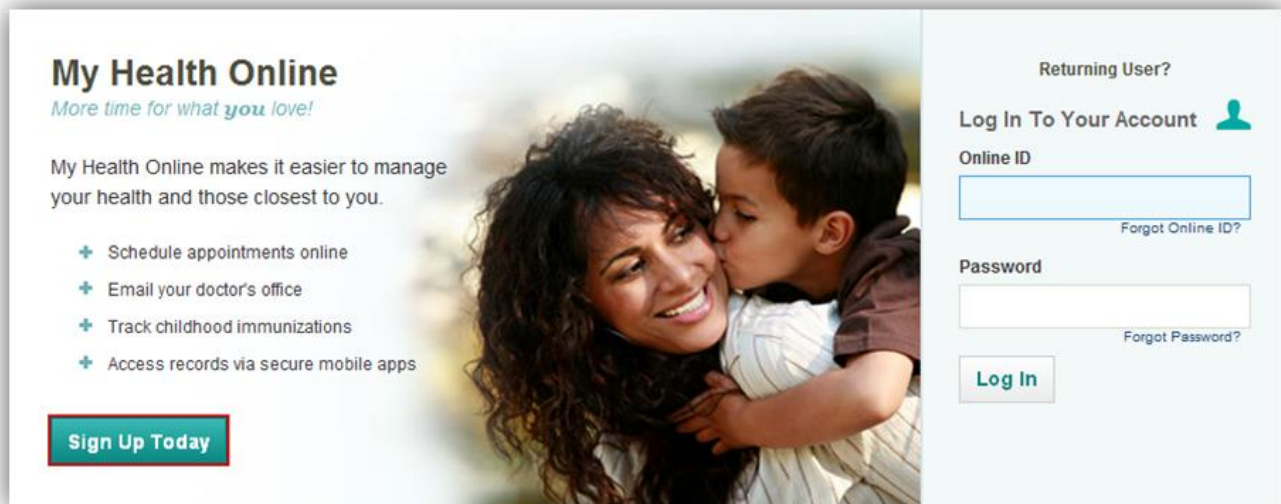 My Health Online
More time for what you love!
My Health Online makes it easier to manage
your health and those closest to you.
Schedule appointments online
Email your doctor's office
Track childhood immunizations
Access records via secure mobile apps
Sign Up Today
Returning User?
Log In To Your Account
Online ID
Forgot Online ID?
Password
Forgot Password?
Log In